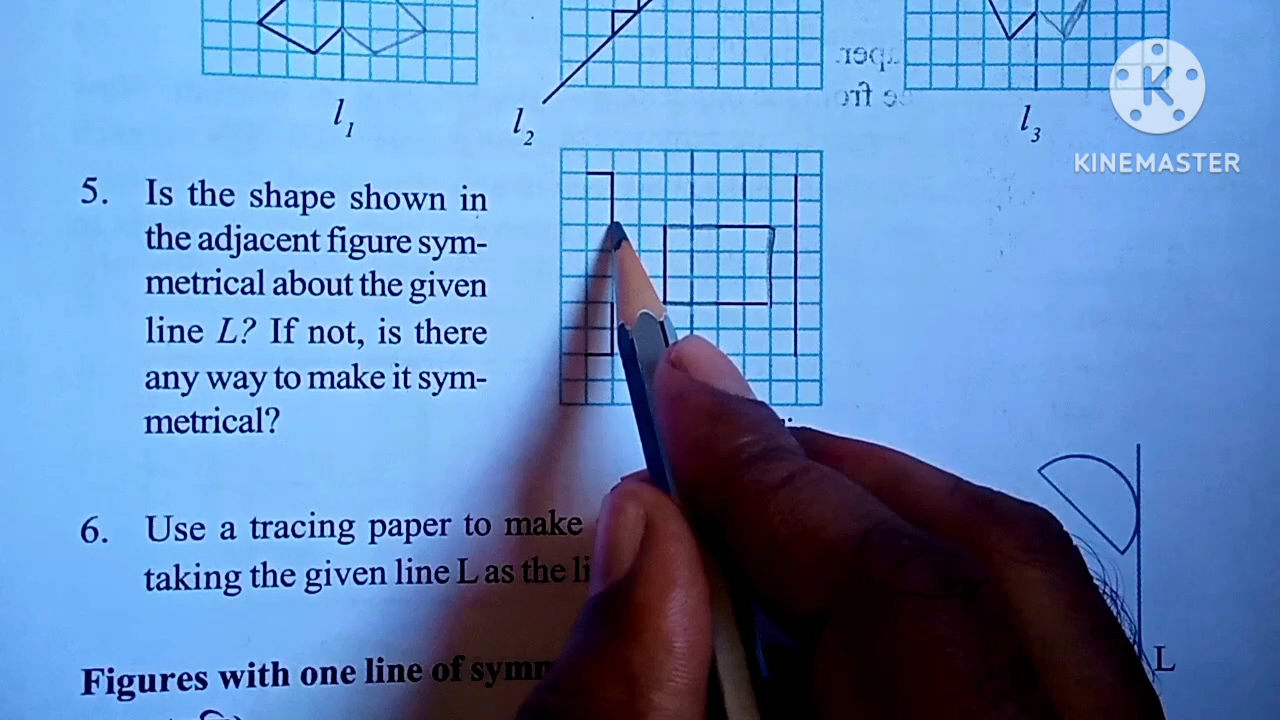 l1
l2
l3
K
KINEMASTER
5. Is the shape shown in
the adjacent figure sym-
metrical about the given
line L? If not, is there
any way to make it sym-
metrical?
6. Use a tracing paper to make
taking the given line L as the
L
Figures with one line of